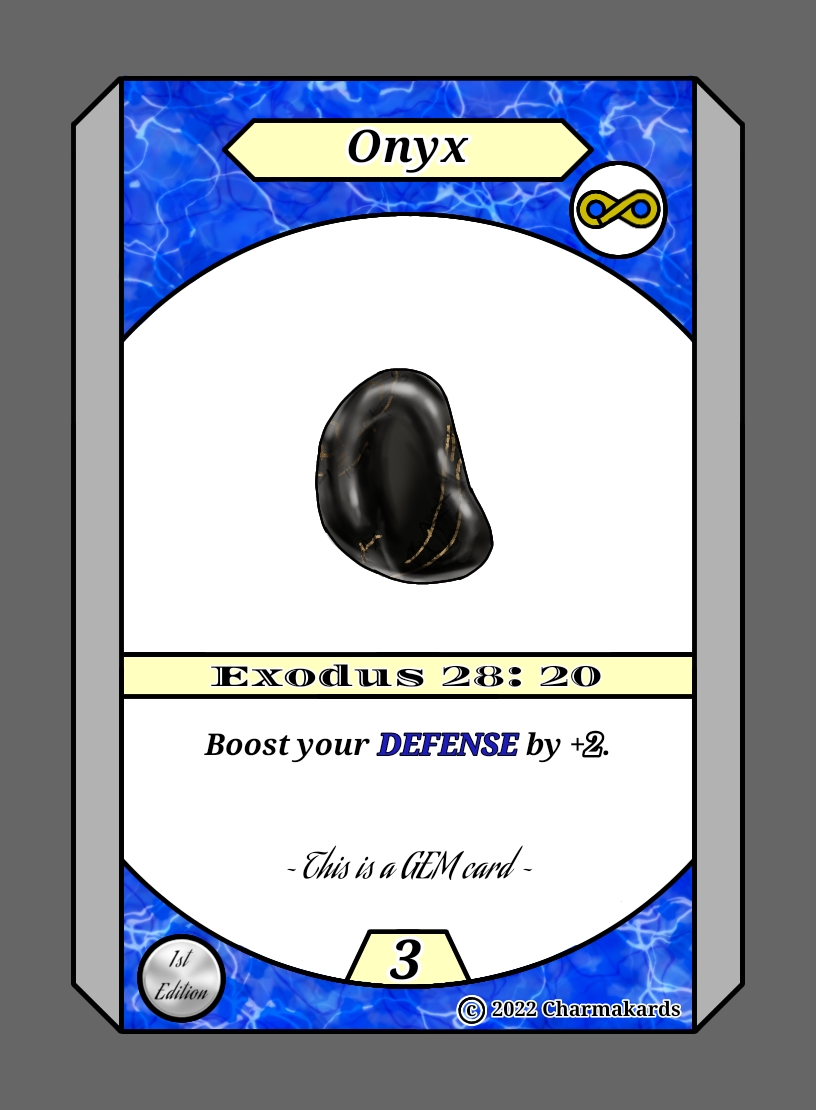 Onyx
Exodus 28: 20
Boost your DEFENSE by +2.
~ This is a GEM card ~
3
1st
Edition
© 2022 Charmakards